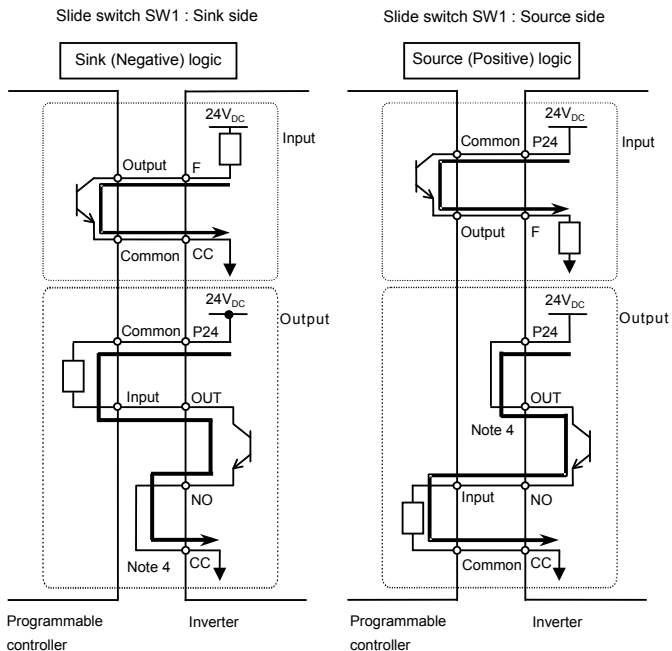 Slide switch SW1 : Sink side
Sink (Negative) logic
24VDC
Input
Output
F
Common
CC
24VDC
Output
Common
P24
Input
OUT
NO
Note 4
CC
Programmable
controller
Inverter
Slide switch SW1 : Source side
Source (Positive) logic
24VDC
Common
P24
Input
Output
F
24VDC
Output
P24
OUT
Note 4
Input
NO
Common
CC
Programmable
controller
Inverter